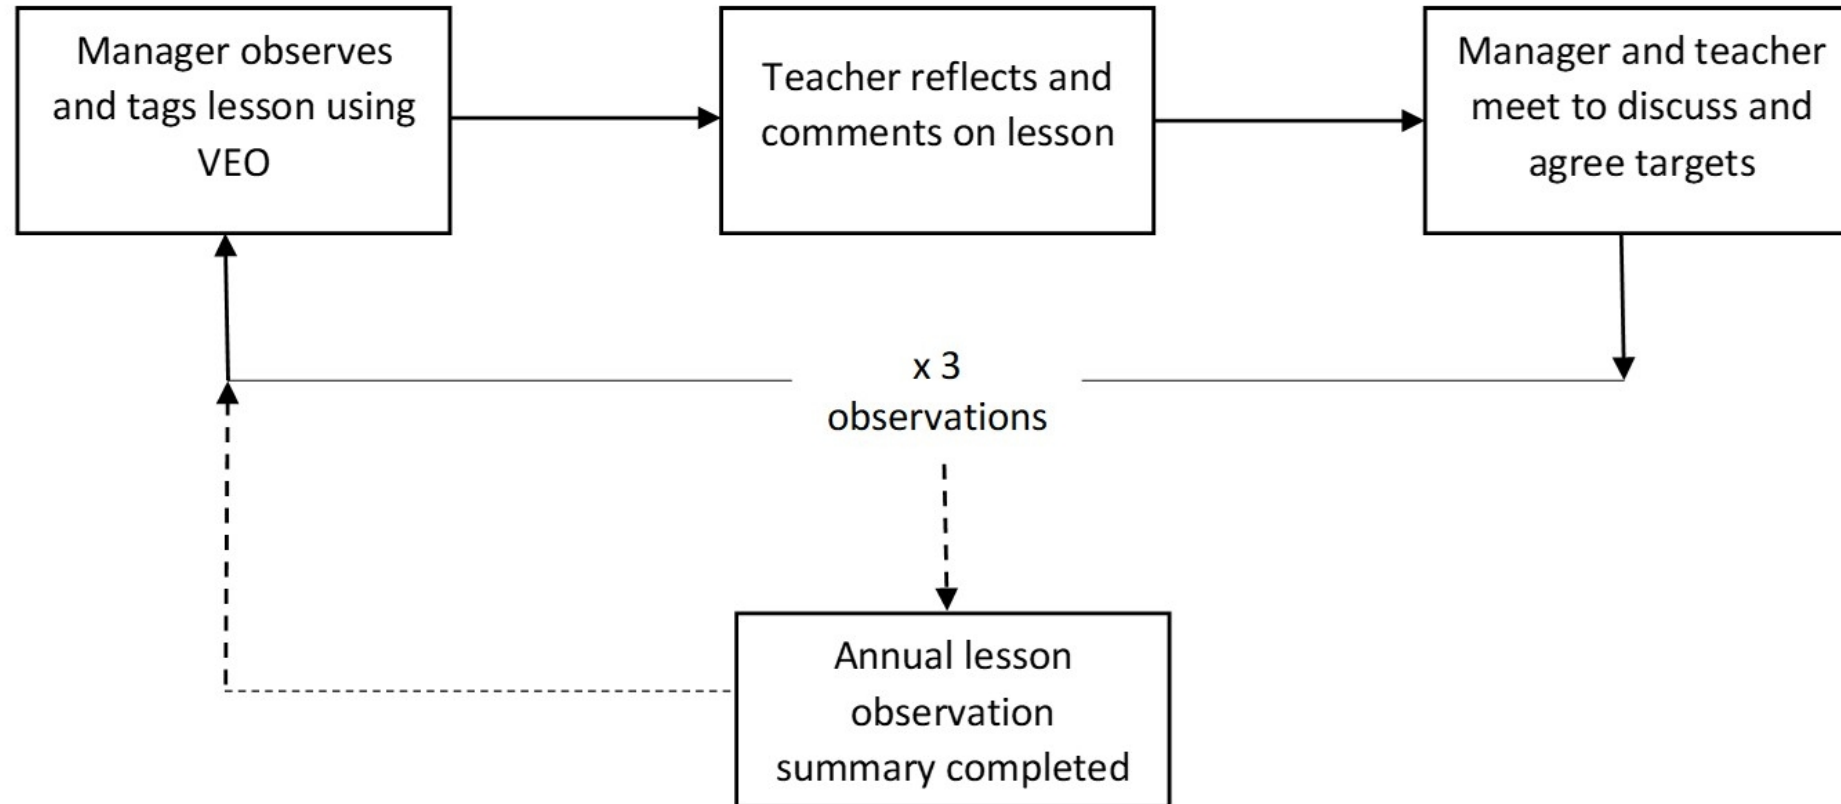 Manager observes
and tags lesson using
VEO
Teacher reflects and
comments on lesson
Manager and teacher
meet to discuss and
agree targets
x 3
observations
Annual lesson
observation
summary completed